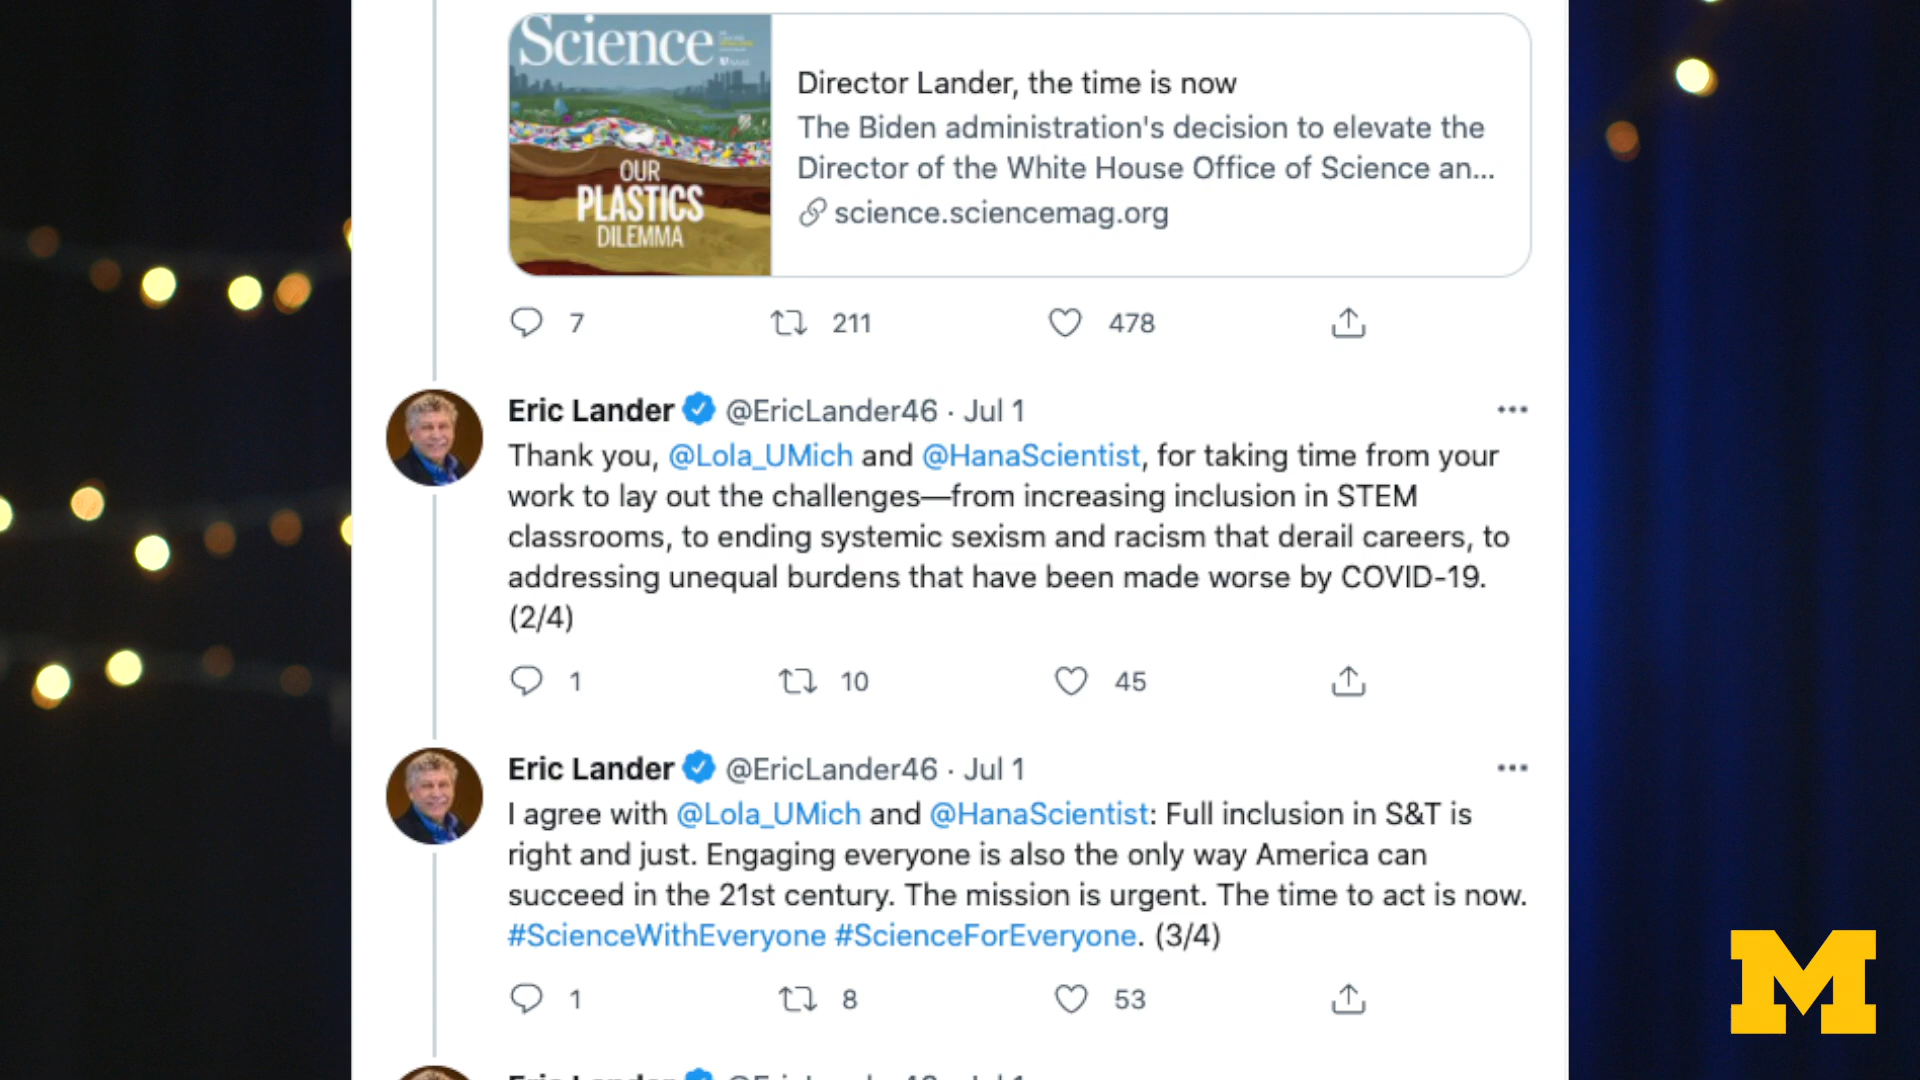 Science
OUR
PLASTICS
DILEMMA
Director Lander, the time is now
The Biden administration's decision to elevate the
Director of the White House Office of Science an...
science.sciencemag.org
7 211 478
Eric Lander @EricLander46 · Jul 1
Thank you, @Lola_UMich and @HanaScientist, for taking time from your
work to lay out the challenges—from increasing inclusion in STEM
classrooms, to ending systemic sexism and racism that derail careers, to
addressing unequal burdens that have been made worse by COVID-19.
(2/4)
1 10 45
Eric Lander @EricLander46 · Jul 1
I agree with @Lola_UMich and @HanaScientist: Full inclusion in S&T is
right and just. Engaging everyone is also the only way America can
succeed in the 21st century. The mission is urgent. The time to act is now.
#ScienceWithEveryone #ScienceForEveryone. (3/4)
1 8 53
M